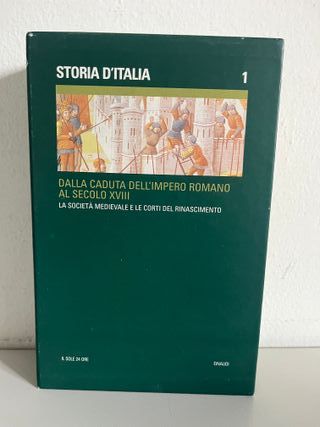 STORIA D'ITALIA 1
DALLA CADUTA DELL'IMPERO ROMANO
AL SECOLO XVIII
LA SOCIETÀ MEDIEVALE E LE CORTI DEL RINASCIMENTO
IL SOLE 24 ORE EINAUDI